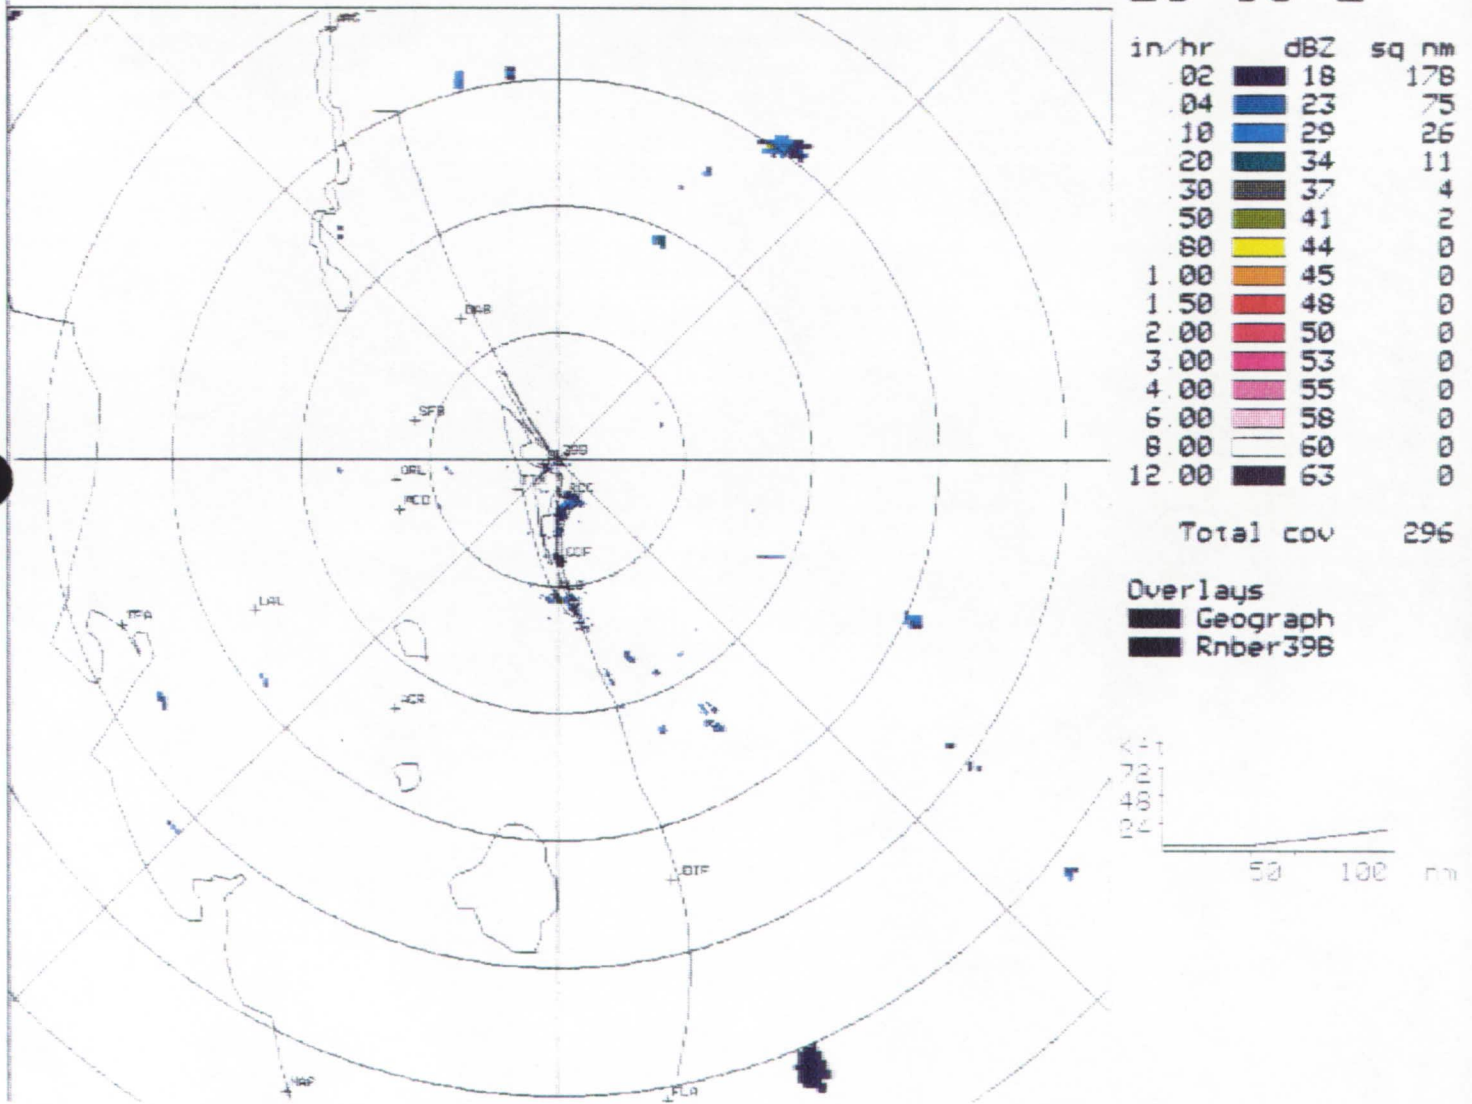 in/hr dBZ sq nm
.02 18 178
.04 23 75
.10 29 26
.20 34 11
.30 37 4
.50 41 2
.80 44 0
1.00 45 0
1.50 48 0
2.00 50 0
3.00 53 0
4.00 55 0
6.00 58 0
8.00 60 0
12.00 63 0
Total cov 296
Overlays
Geograph
Rnber39B
kft
72
48
24
50 100 nm
DAB
SFB
39B
ORL
TIX
MCO
COF
LAL
TPA
AGR